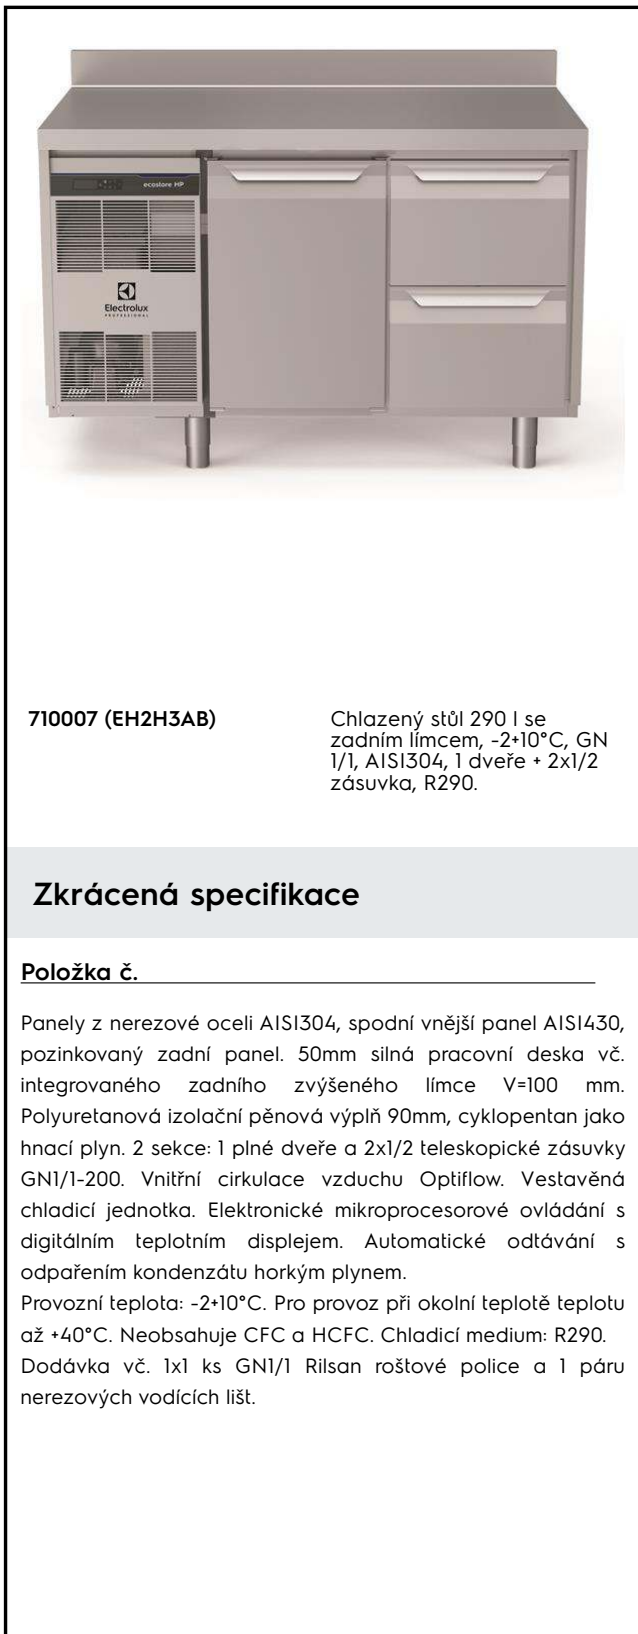 ecostore HP
Electrolux
PROFESSIONAL
710007 (EH2H3AB)
Chlazený stůl 290 l se
zadním límcem, -2+10°C, GN
1/1, AISI304, 1 dveře + 2x1/2
zásuvka, R290.
Zkrácená specifikace
Položka č.
Panely z nerezové oceli AISI304, spodní vnější panel AISI430,
pozinkovaný zadní panel. 50mm silná pracovní deska vč.
integrovaného zadního zvýšeného límce V=100 mm.
Polyuretanová izolační pěnová výplň 90mm, cyklopentan jako
hnací plyn. 2 sekce: 1 plné dveře a 2x1/2 teleskopické zásuvky
GN1/1-200. Vnitřní cirkulace vzduchu Optiflow. Vestavěná
chladicí jednotka. Elektronické mikroprocesorové ovládání s
digitálním teplotním displejem. Automatické odtávání s
odpařením kondenzátu horkým plynem.
Provozní teplota: -2+10°C. Pro provoz při okolní teplotě teplotu
až +40°C. Neobsahuje CFC a HCFC. Chladicí medium: R290.
Dodávka vč. 1x1 ks GN1/1 Rilsan roštové police a 1 páru
nerezových vodících lišt.